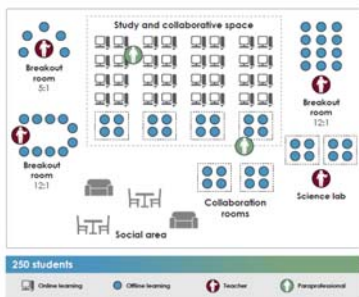 Study and collaborative space
Breakout
room
5:1
Breakout
room
12:1
Breakout
room
12:1
Science lab
Collaboration
rooms
Social area
250 students
Online learning
Offline learning
Teacher
Paraprofessional